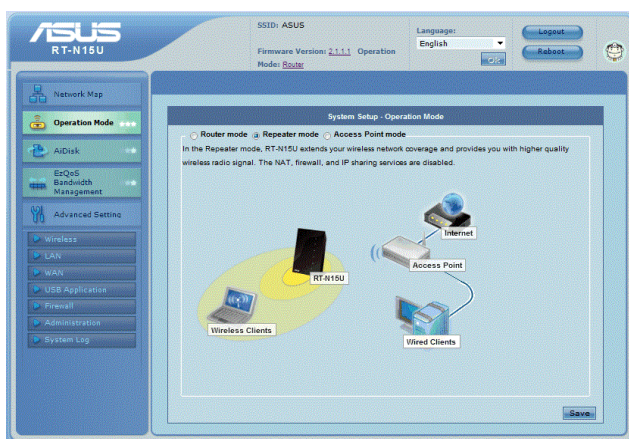 ASUS
RT-N15U
SSID: ASUS
Firmware Version: 2.1.1.1 Operation
Mode: Router
Language:
English
OK
Logout
Reboot
Network Map
Operation Mode
AiDisk
EzQoS
Bandwidth
Management
Advanced Setting
Wireless
LAN
WAN
USB Application
Firewall
Administration
System Log
System Setup - Operation Mode
Router mode Repeater mode Access Point mode
In the Repeater mode, RT-N15U extends your wireless network coverage and provides you with higher quality
wireless radio signal. The NAT, firewall, and IP sharing services are disabled.
Internet
Access Point
RT-N15U
Wireless Clients
Wired Clients
Save